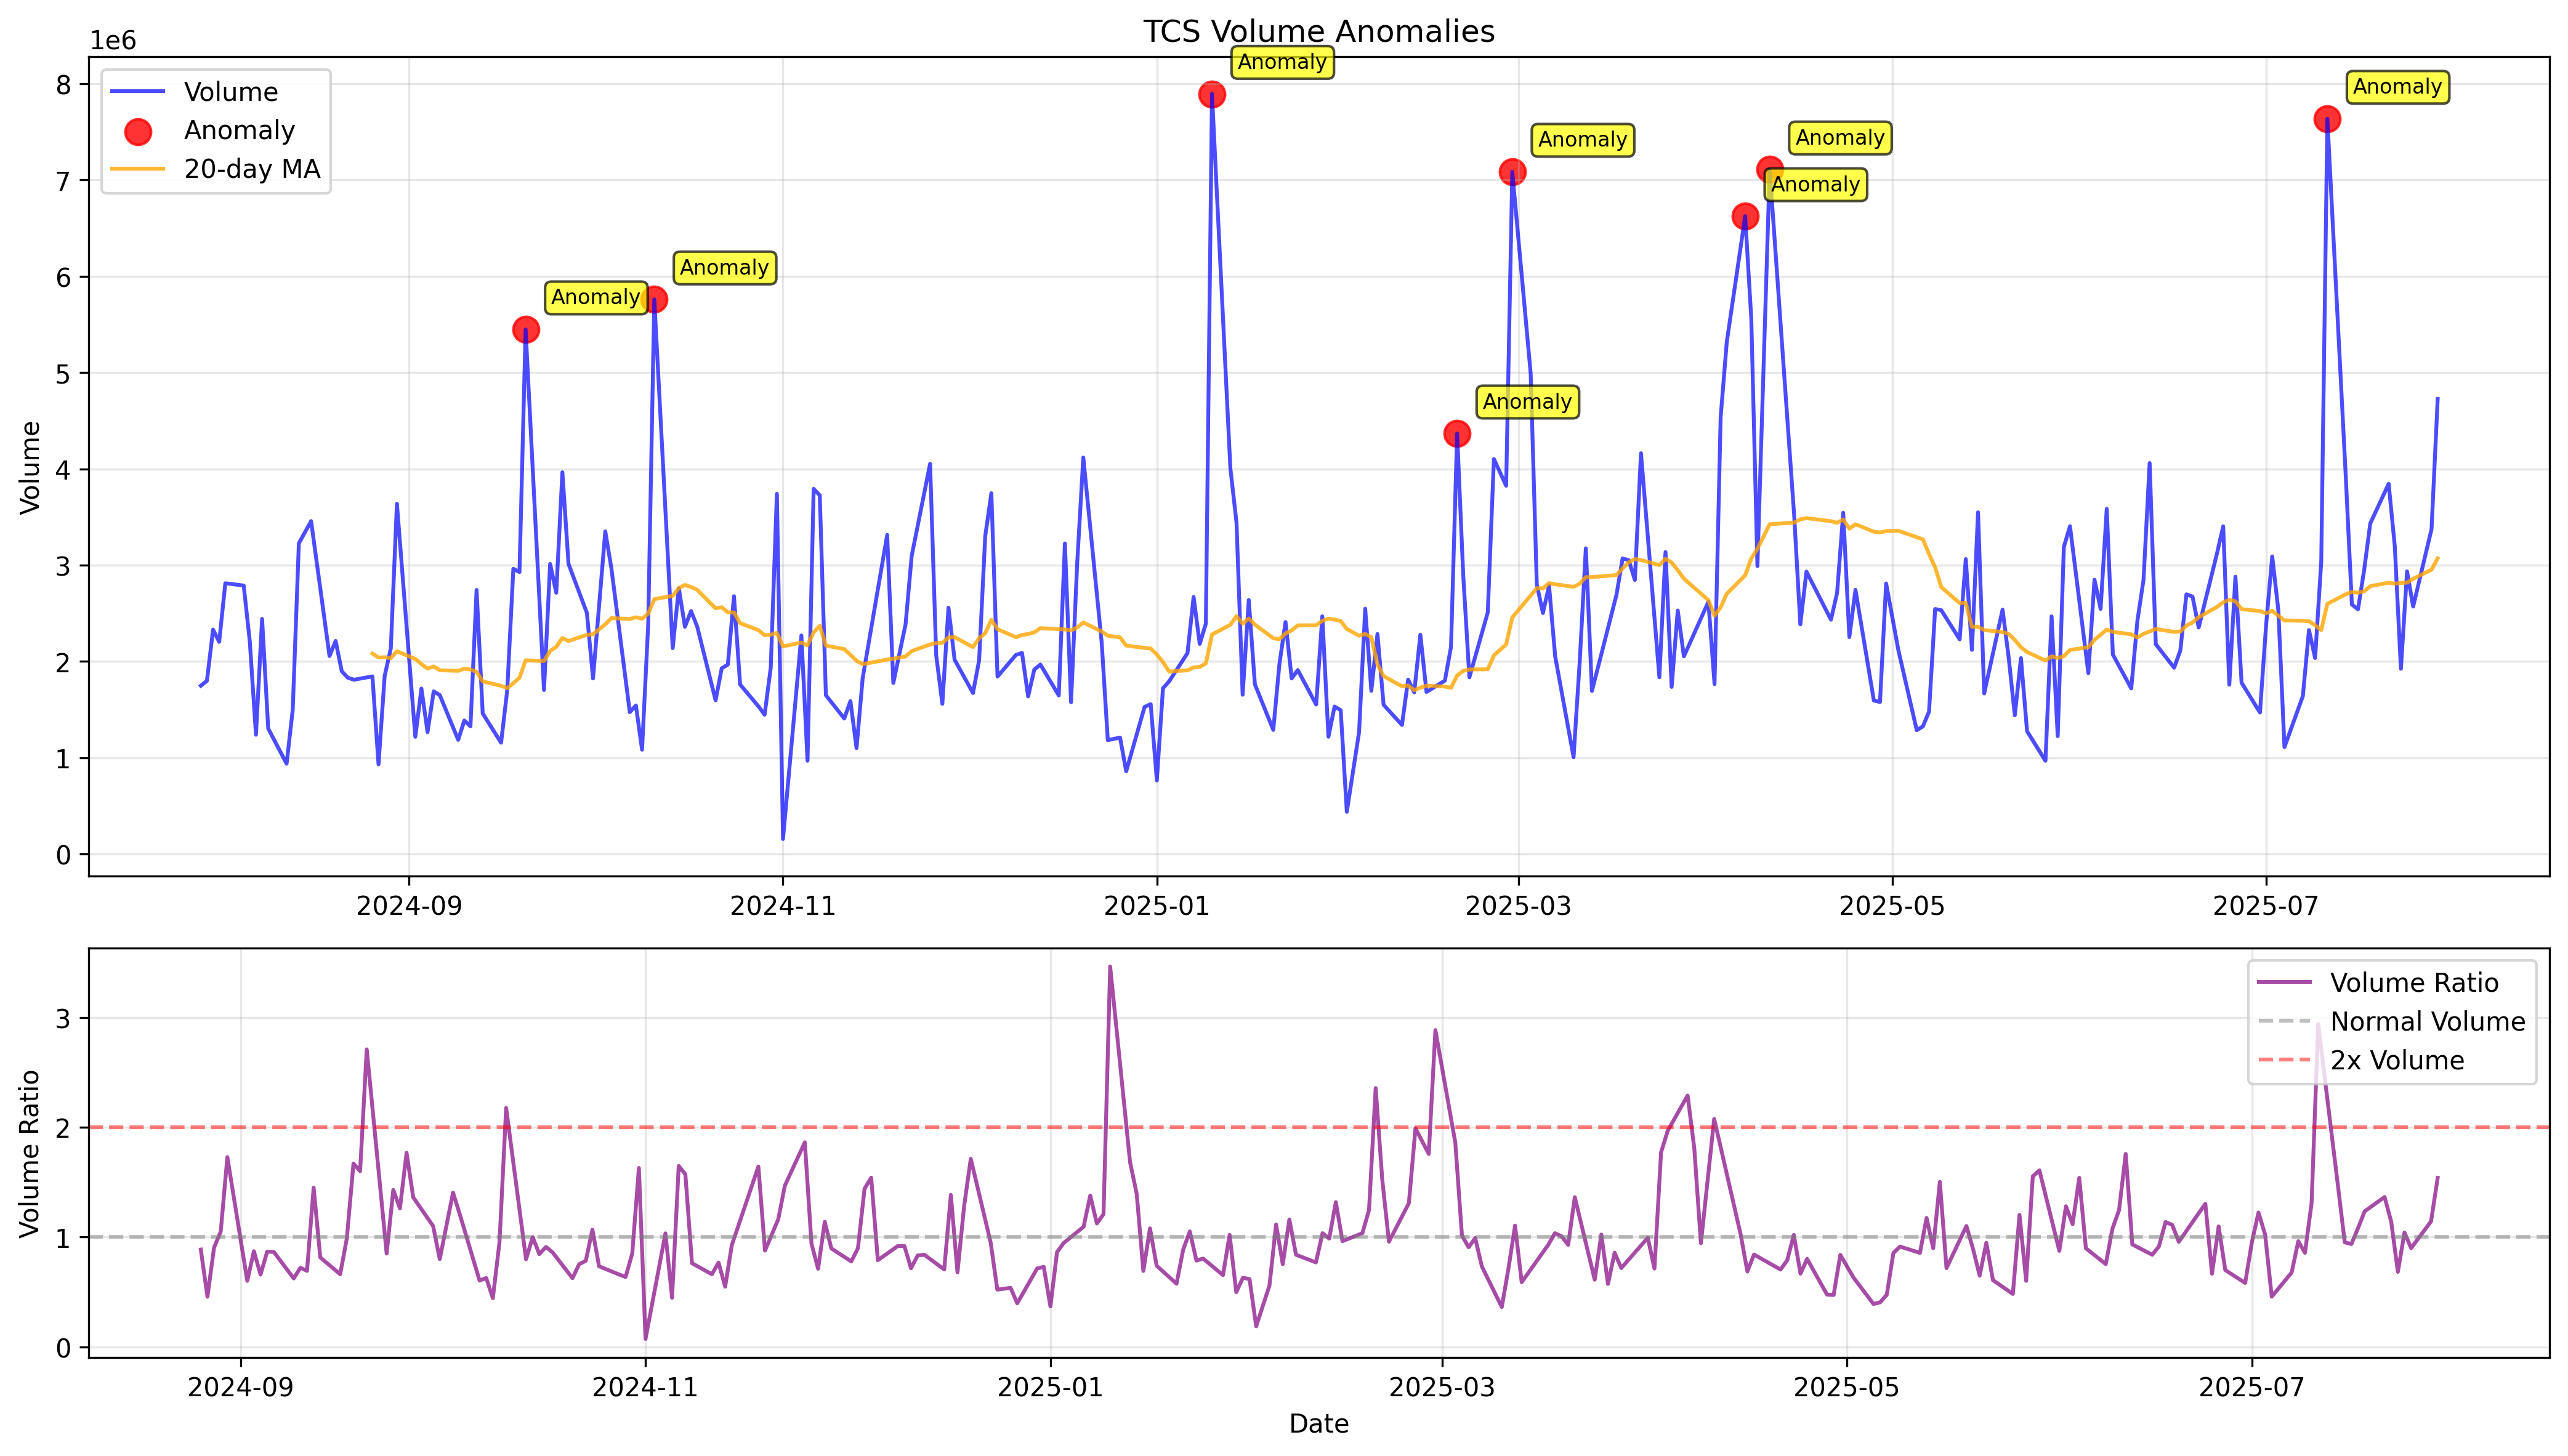 TCS Volume Anomalies
1e6
Volume
Anomaly
20-day MA
Anomaly
Anomaly
Anomaly
Anomaly
Anomaly
Anomaly
Anomaly
Anomaly
8
7
6
5
4
3
2
1
0
Volume
2024-09
2024-11
2025-01
2025-03
2025-05
2025-07
Volume Ratio
Normal Volume
2x Volume
3
2
1
0
Volume Ratio
2024-09
2024-11
2025-01
2025-03
2025-05
2025-07
Date